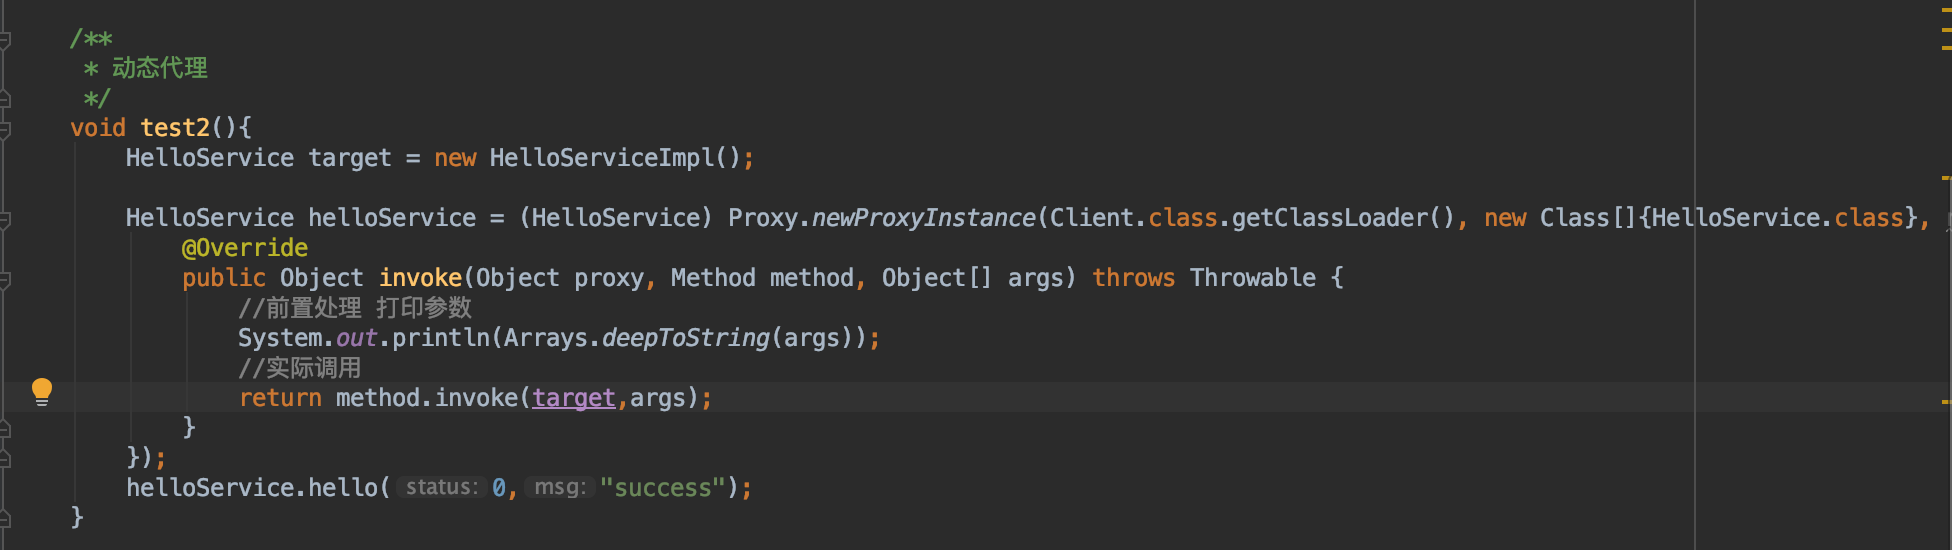 /**
 * 动态代理
 */
void test2(){
    HelloService target = new HelloServiceImpl();
    HelloService helloService = (HelloService) Proxy.newProxyInstance(Client.class.getClassLoader(), new Class[]{HelloService.class},
        @Override
        public Object invoke(Object proxy, Method method, Object[] args) throws Throwable {
            //前置处理 打印参数
            System.out.println(Arrays.deepToString(args));
            //实际调用
            return method.invoke(target,args);
        }
    });
    helloService.hello( status: 0, msg: "success");
}